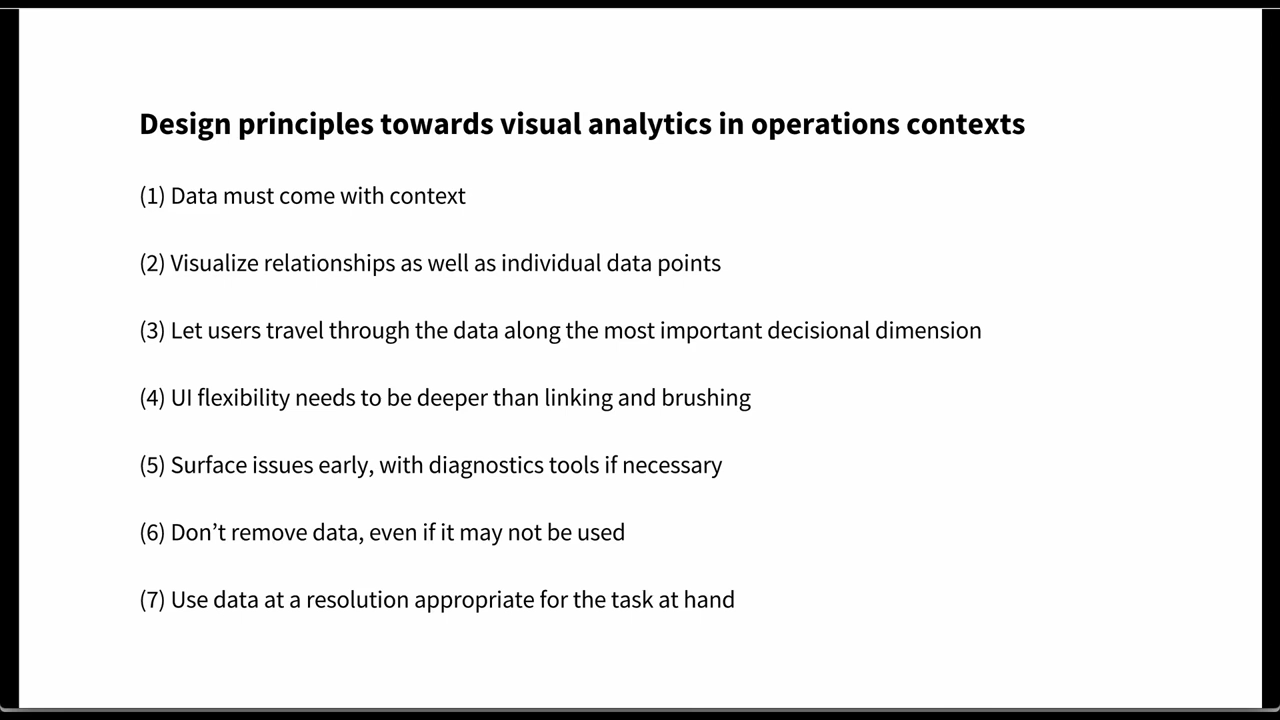 Design principles towards visual analytics in operations contexts
(1) Data must come with context
(2) Visualize relationships as well as individual data points
(3) Let users travel through the data along the most important decisional dimension
(4) UI flexibility needs to be deeper than linking and brushing
(5) Surface issues early, with diagnostics tools if necessary
(6) Don’t remove data, even if it may not be used
(7) Use data at a resolution appropriate for the task at hand